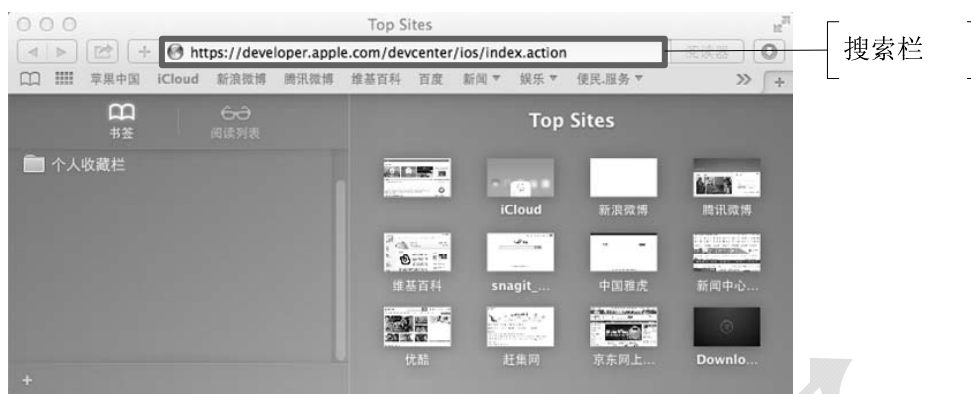 Top Sites
https://developer.apple.com/devcenter/ios/index.action
阅读器
搜索栏
苹果中国 iCloud 新浪微博 腾讯微博 维基百科 百度 新闻 娱乐 便民.服务
书签
阅读列表
Top Sites
个人收藏栏
iCloud 新浪微博 腾讯微博
维基百科 snagit_... 中国雅虎 新闻中心...
优酷 赶集网 京东网上... Downlo...